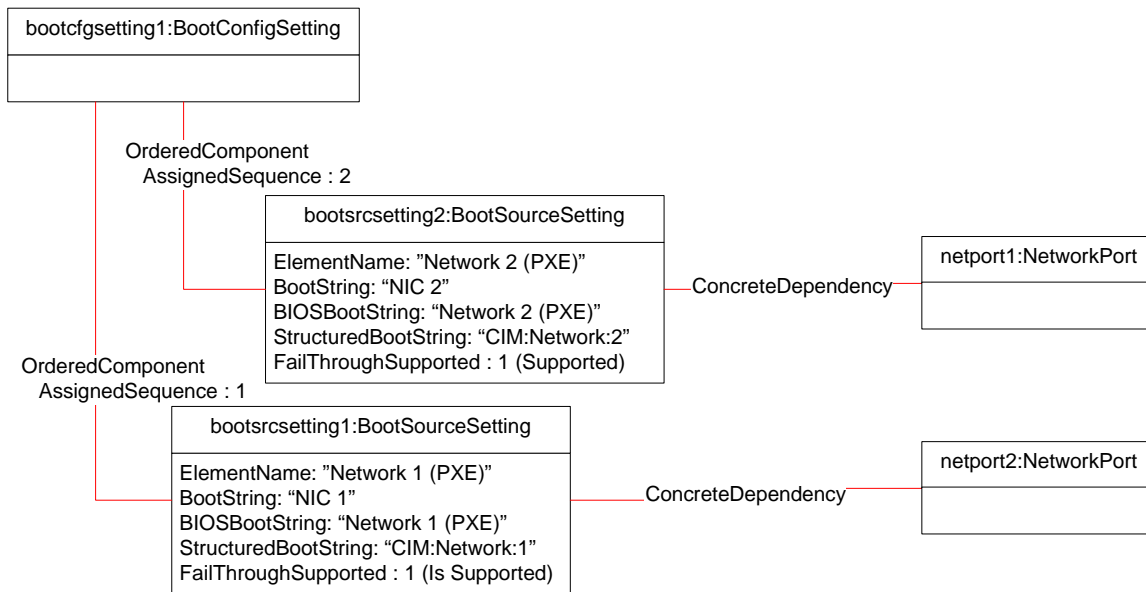 bootcfgsetting1:BootConfigSetting
OrderedComponent
AssignedSequence : 2
bootsrcsetting2:BootSourceSetting
ElementName: ”Network 2 (PXE)”
BootString: “NIC 2”
BIOSBootString: “Network 2 (PXE)”
StructuredBootString: “CIM:Network:2”
FailThroughSupported : 1 (Supported)
ConcreteDependency
netport1:NetworkPort
OrderedComponent
AssignedSequence : 1
bootsrcsetting1:BootSourceSetting
ElementName: ”Network 1 (PXE)”
BootString: “NIC 1”
BIOSBootString: “Network 1 (PXE)”
StructuredBootString: “CIM:Network:1”
FailThroughSupported : 1 (Is Supported)
ConcreteDependency
netport2:NetworkPort